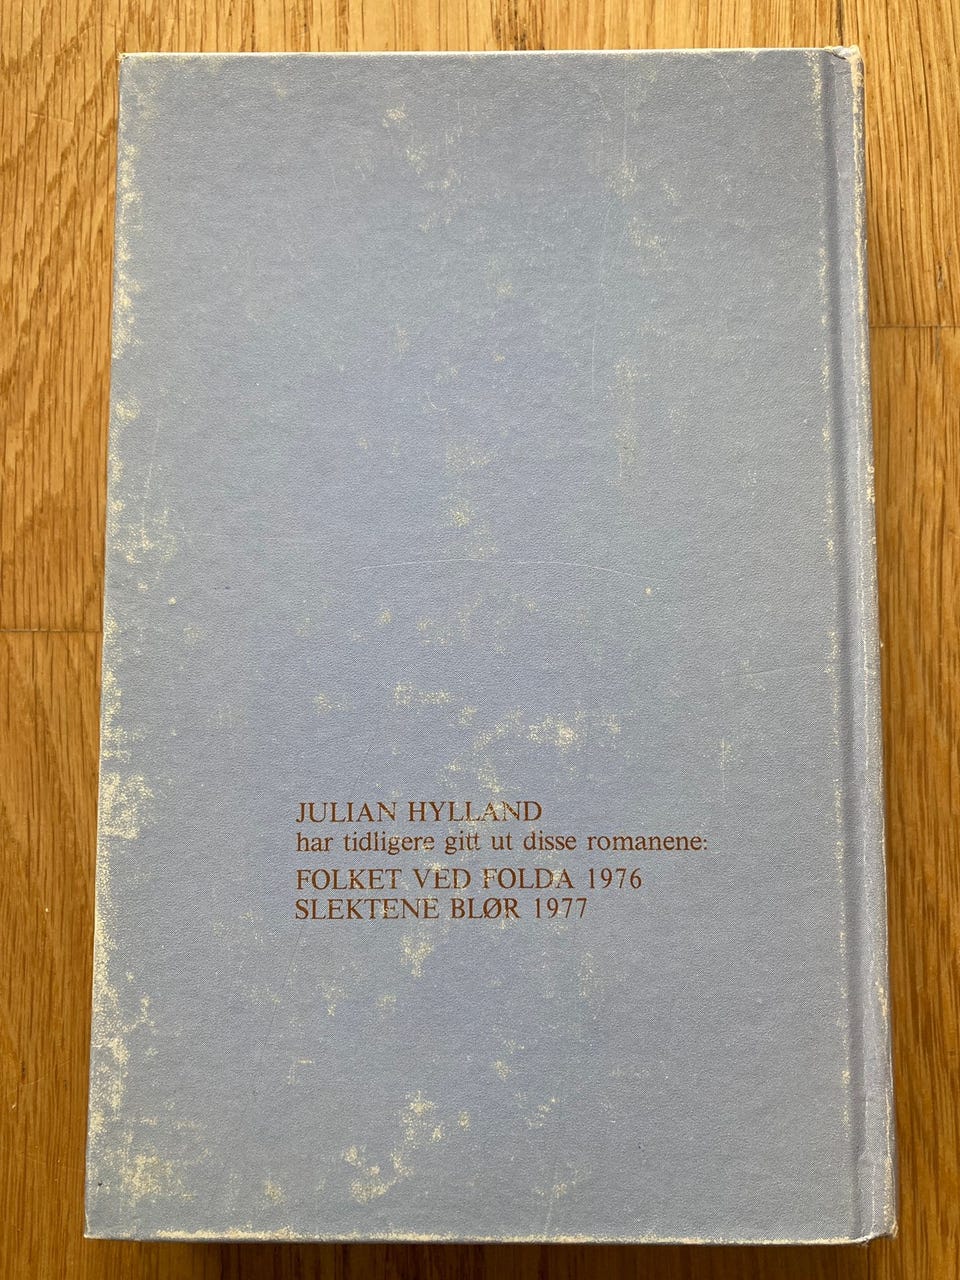 JULIAN HYLLAND
har tidligere gitt ut disse romanene:
FOLKET VED FOLDA 1976
SLEKTENE BLØR 1977